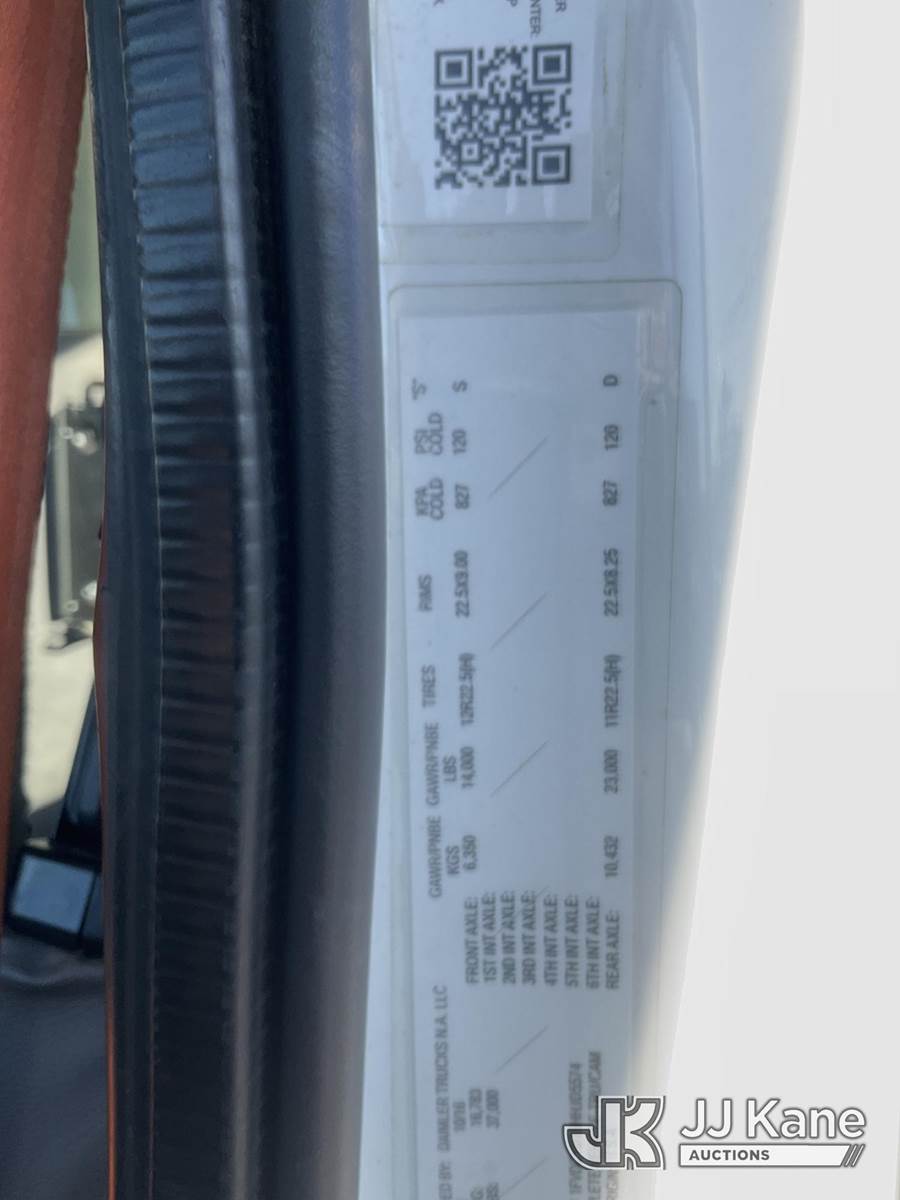 GAWR/PNBE GAWR/PNBE TIRES RIMS KPA PSI "S,
KGS LBS COLD COLD
FRONT AXLE: 6,350 14,000 12R22.5(H) 22.5X9.00 827 120 S
1ST INT AXLE:
2ND INT AXLE:
3RD INT AXLE:
4TH INT AXLE:
5TH INT AXLE:
6TH INT AXLE:
REAR AXLE: 10,432 23,000 11R22.5(H) 22.5X8.25 827 120 D
ED BY: DAIMLER TRUCKS N.A. LLC
10/16
16,783
37,000
JJ Kane
AUCTIONS